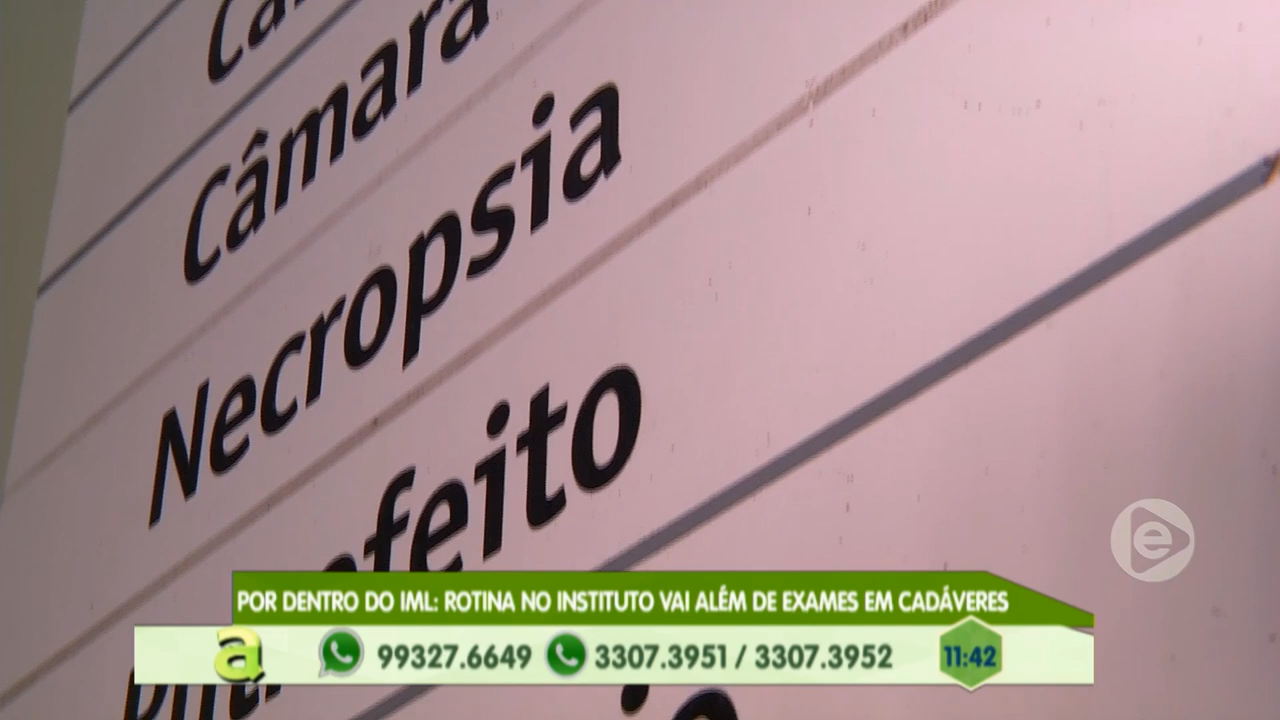 Câmara
Necropsia
POR DENTRO DO IML: ROTINA NO INSTITUTO VAI ALÉM DE EXAMES EM CADÁVERES
a
99327.6649
3307.3951 / 3307.3952
11:42
e